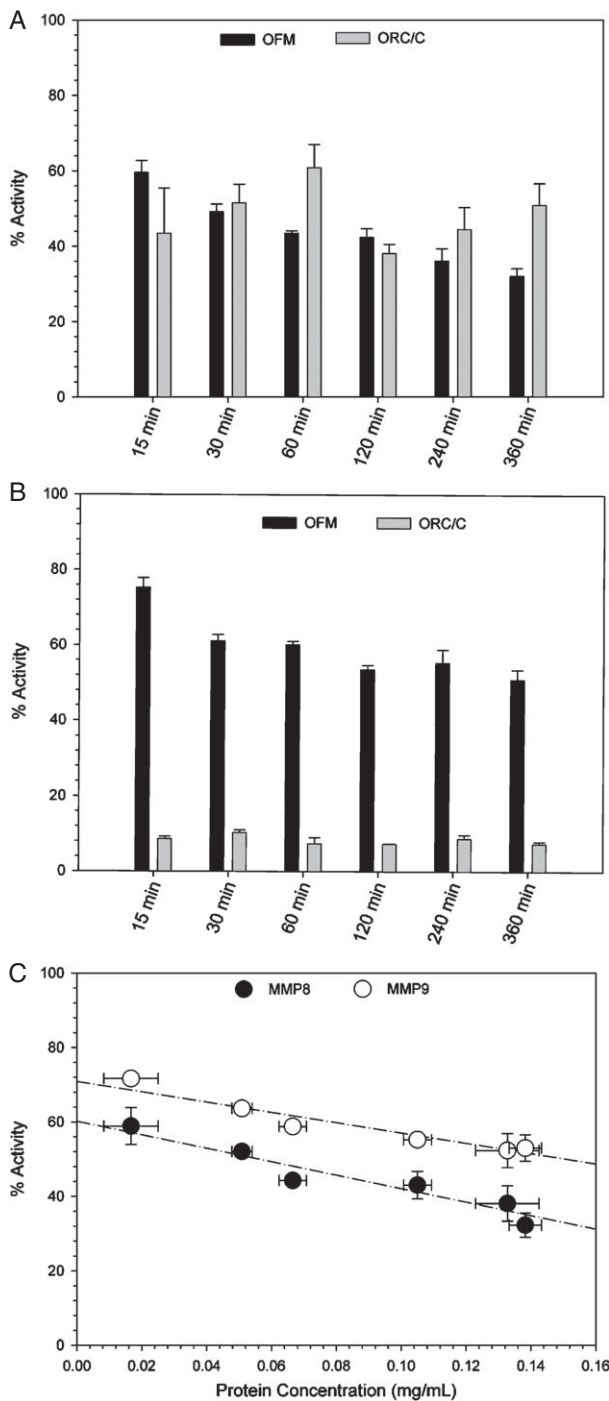 A
100
OFM ORC/C
80
60
% Activity
40
20
0
15 min 30 min 60 min 120 min 240 min 360 min
B
100
OFM ORC/C
80
60
% Activity
40
20
0
15 min 30 min 60 min 120 min 240 min 360 min
C
100
MMP8 MMP9
80
60
% Activity
40
20
0
0.00 0.02 0.04 0.06 0.08 0.10 0.12 0.14 0.16
Protein Concentration (mg/mL)